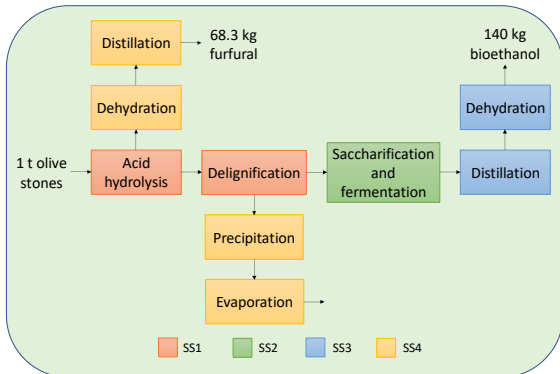 Distillation
68.3 kg
furfural
140 kg
bioethanol
Dehydration
Dehydration
1 t olive
stones
Acid
hydrolysis
Delignification
Saccharification
and
fermentation
Distillation
Precipitation
Evaporation
SS1
SS2
SS3
SS4